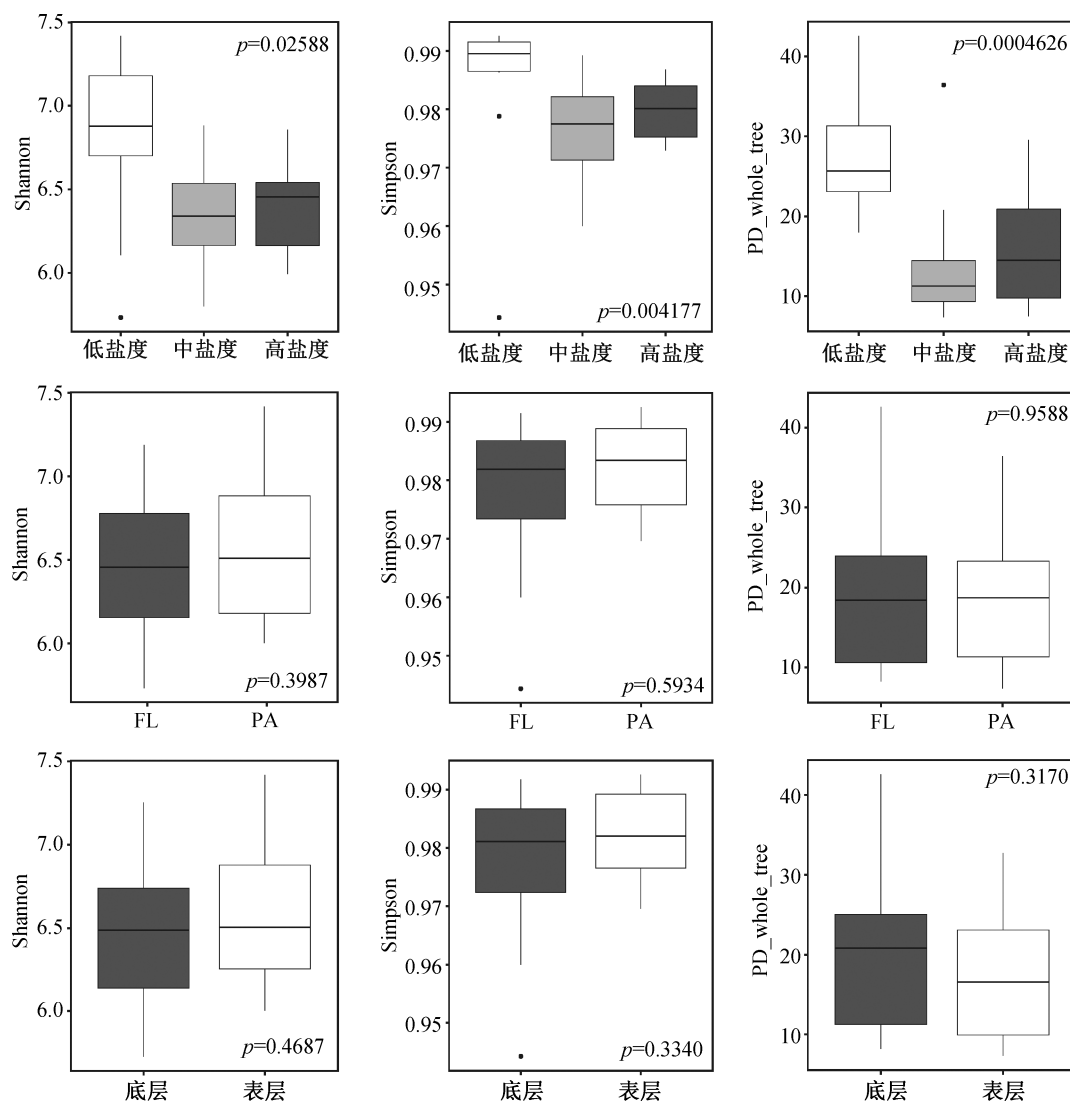 7.5
7.0
6.5
6.0
Shannon
p=0.02588
低盐度 中盐度 高盐度
0.99
0.98
0.97
0.96
0.95
Simpson
p=0.004177
低盐度 中盐度 高盐度
40
30
20
10
PD_whole_tree
p=0.0004626
低盐度 中盐度 高盐度
7.5
7.0
6.5
6.0
Shannon
p=0.3987
FL PA
0.99
0.98
0.97
0.96
0.95
Simpson
p=0.5934
FL PA
40
30
20
10
PD_whole_tree
p=0.9588
FL PA
7.5
7.0
6.5
6.0
Shannon
p=0.4687
底层 表层
0.99
0.98
0.97
0.96
0.95
Simpson
p=0.3340
底层 表层
40
30
20
10
PD_whole_tree
p=0.3170
底层 表层